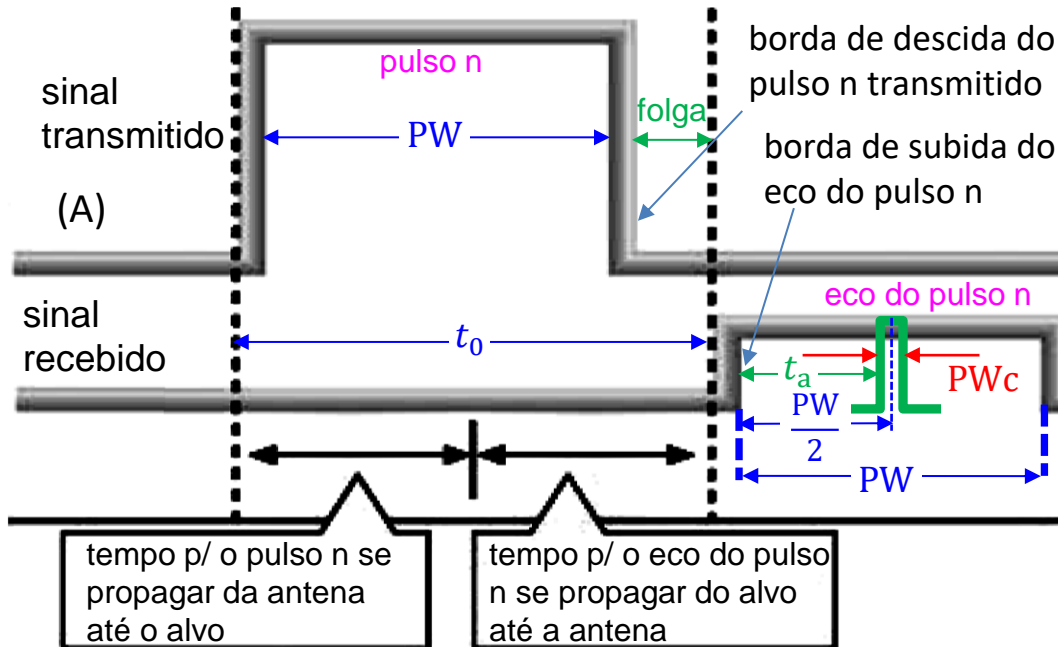 pulso n
borda de descida do
pulso n transmitido
sinal
transmitido
PW
folga
borda de subida do
eco do pulso n
(A)
sinal
recebido
t₀
eco do pulso n
tₐ
PWc
PW
2
PW
tempo p/ o pulso n se
propagar da antena
até o alvo
tempo p/ o eco do pulso
n se propagar do alvo
até a antena